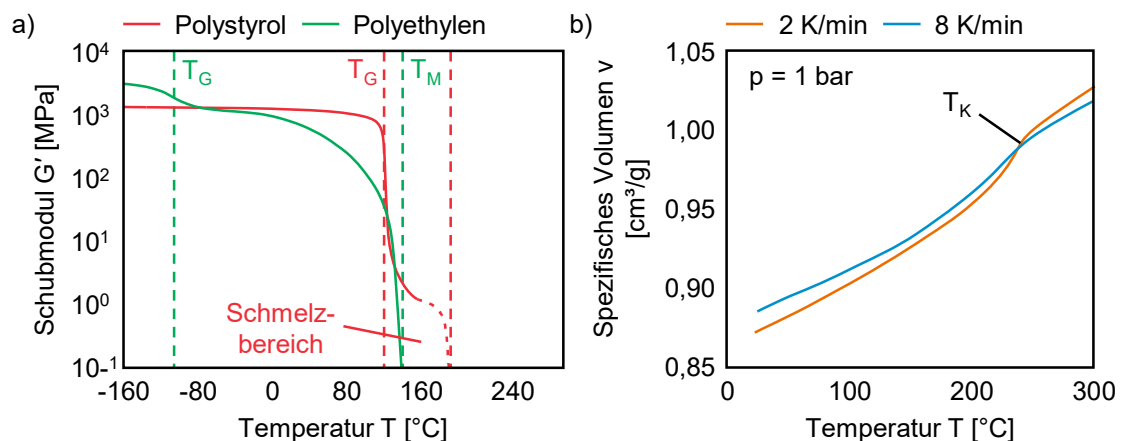 a)
Polystyrol
Polyethylen
Schubmodul G′ [MPa]
10⁴
10³
10²
10¹
10⁰
10⁻¹
T_G
T_G
T_M
Schmelz-
bereich
-160
-80
0
80
160
240
Temperatur T [°C]
b)
2 K/min
8 K/min
Spezifisches Volumen v
[cm³/g]
1,05
1,00
0,95
0,90
0,85
p = 1 bar
T_K
0
100
200
300
Temperatur T [°C]